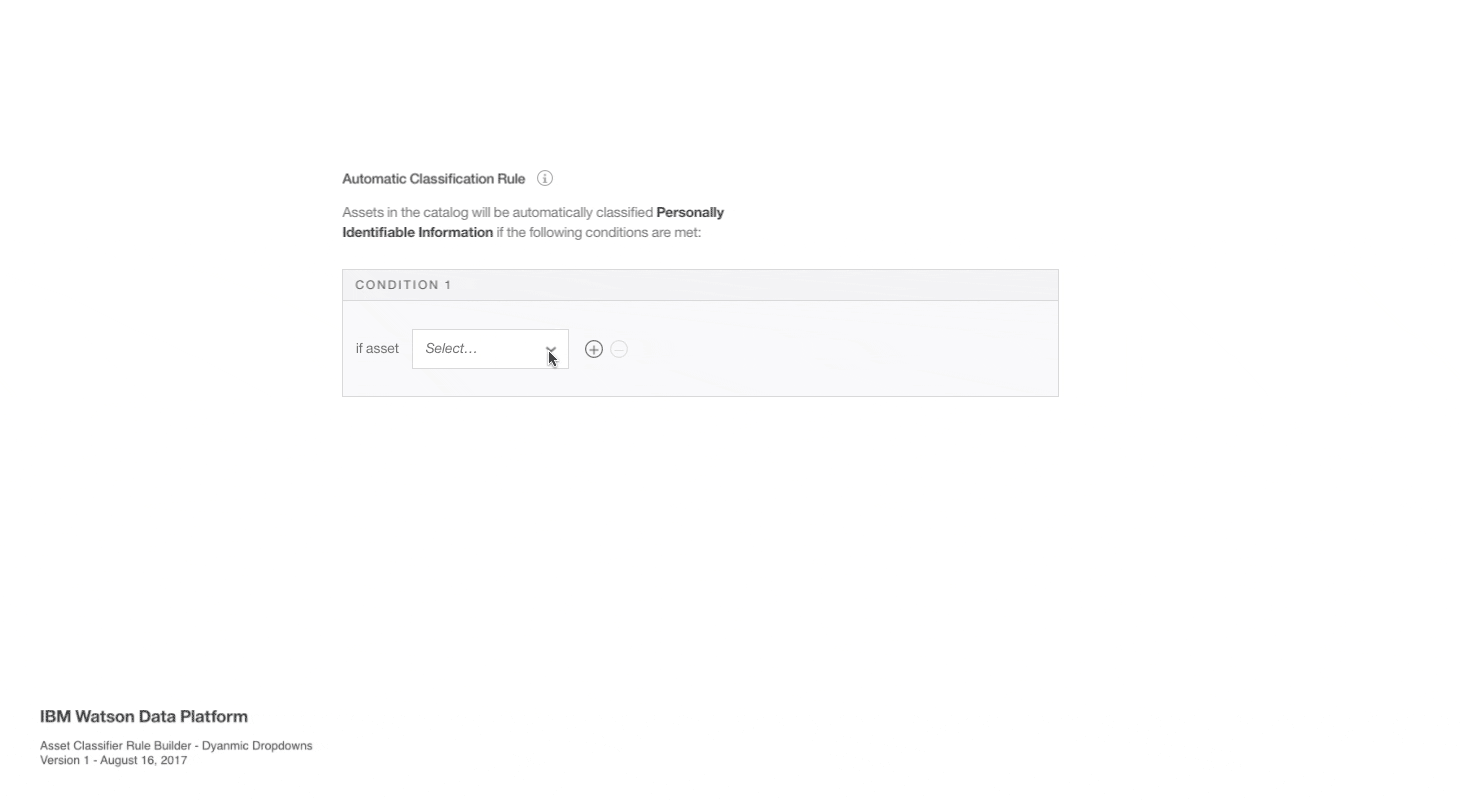 Automatic Classification Rule
Assets in the catalog will be automatically classified Personally
Identifiable Information if the following conditions are met:
CONDITION 1
if asset Select...
IBM Watson Data Platform
Asset Classifier Rule Builder - Dyanmic Dropdowns
Version 1 - August 16, 2017